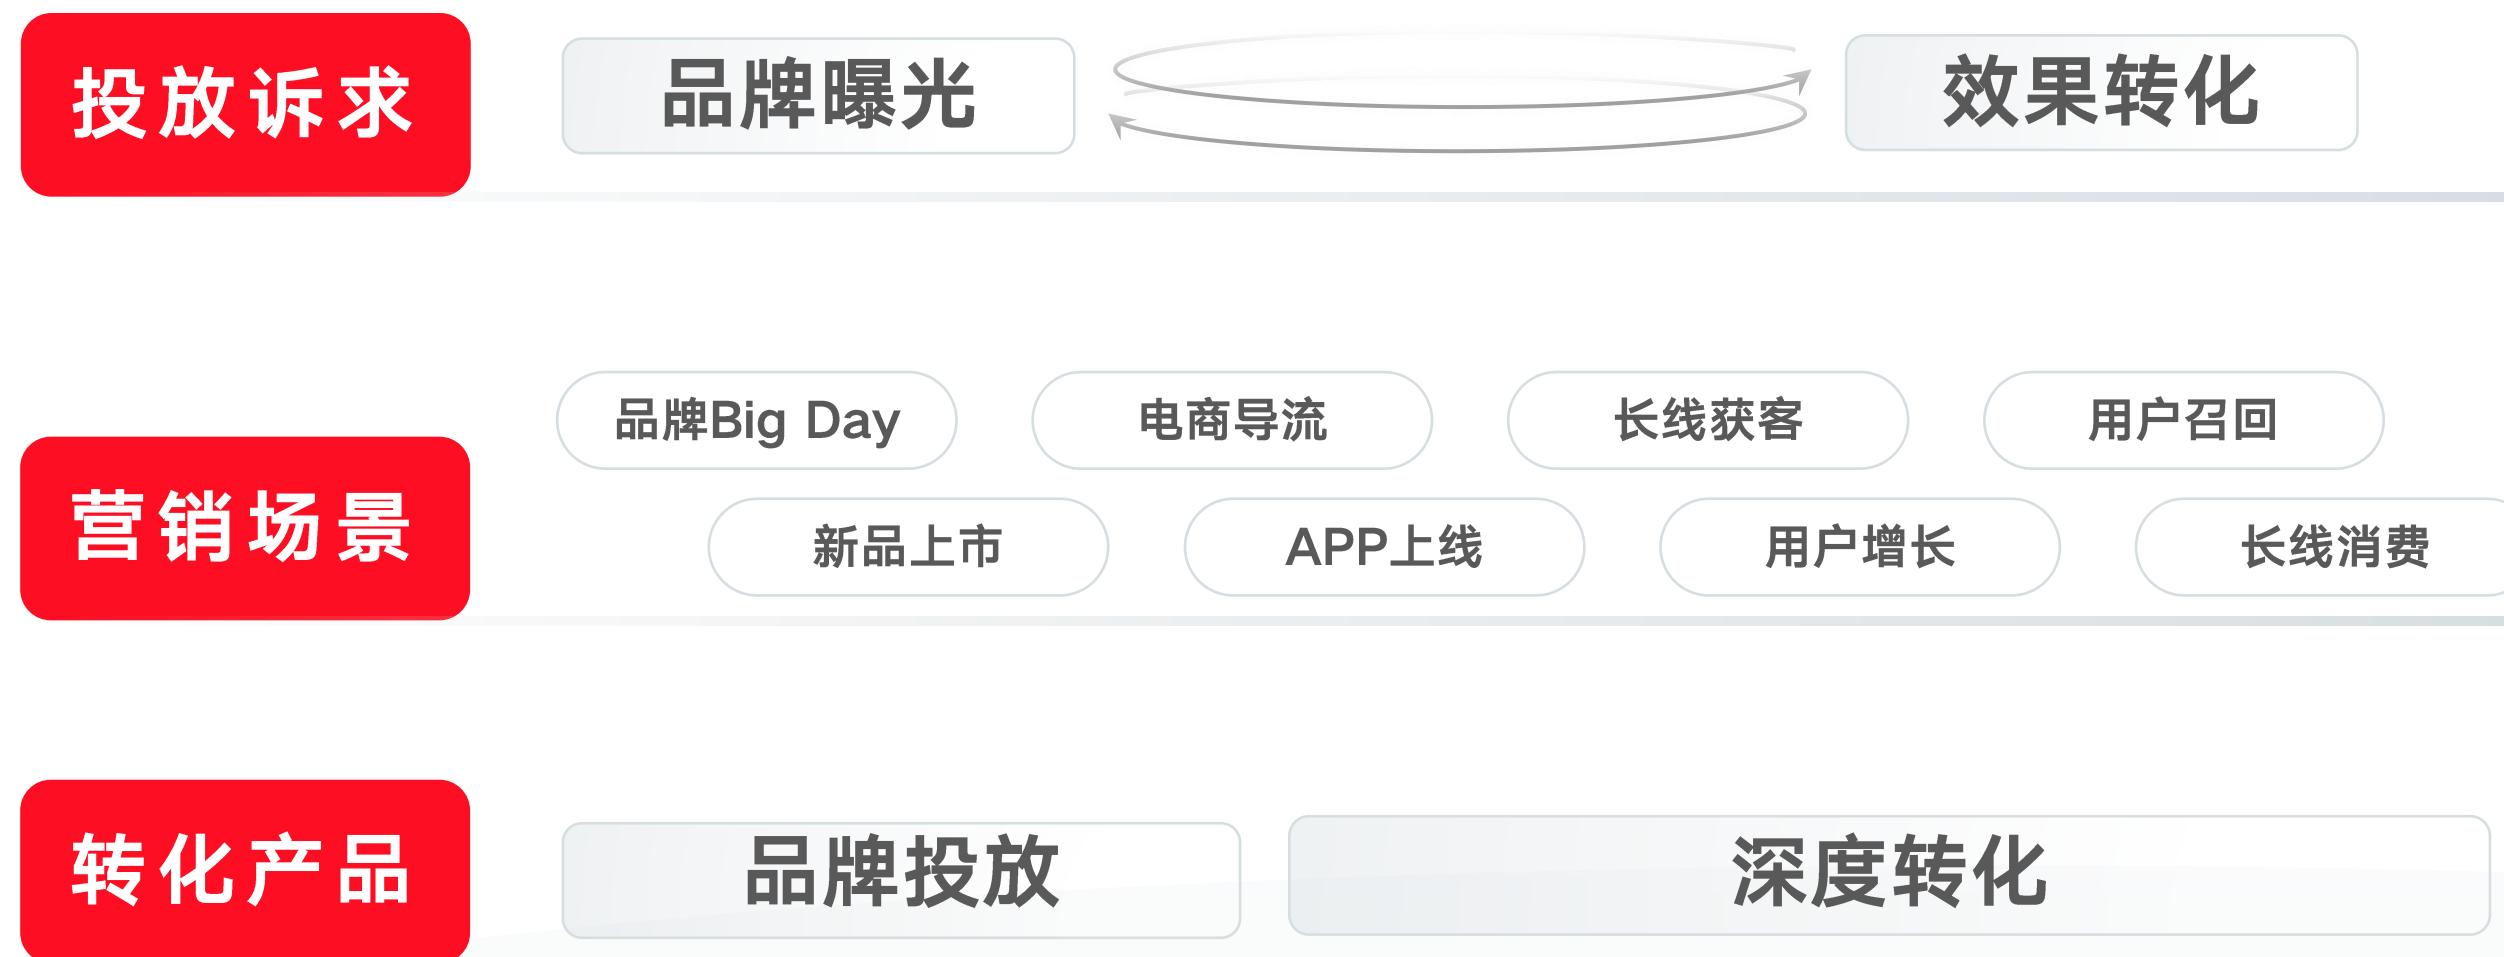 投放诉求
品牌曝光
效果转化
品牌Big Day
电商导流
长线获客
用户召回
营销场景
新品上市
APP上线
用户增长
长线消费
转化产品
品牌投放
深度转化